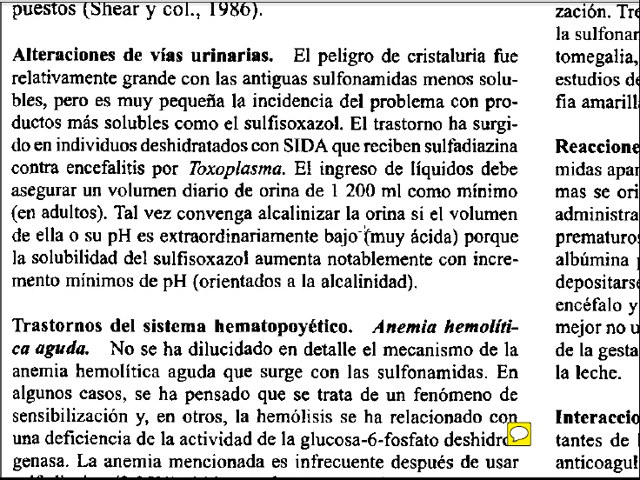 puestos (Shear y col., 1986).
Alteraciones de vías urinarias. El peligro de cristaluria fue
relativamente grande con las antiguas sulfonamidas menos solu-
bles, pero es muy pequeña la incidencia del problema con pro-
ductos más solubles como el sulfisoxazol. El trastorno ha surgi-
do en individuos deshidratados con SIDA que reciben sulfadiazina
contra encefalitis por Toxoplasma. El ingreso de líquidos debe
asegurar un volumen diario de orina de 1 200 ml como mínimo
(en adultos). Tal vez convenga alcalinizar la orina si el volumen
de ella o su pH es extraordinariamente bajo (muy ácida) porque
la solubilidad del sulfisoxazol aumenta notablemente con incre-
mento mínimos de pH (orientados a la alcalinidad).
Trastornos del sistema hematopoyético. Anemia hemolíti-
ca aguda. No se ha dilucidado en detalle el mecanismo de la
anemia hemolítica aguda que surge con las sulfonamidas. En
algunos casos, se ha pensado que se trata de un fenómeno de
sensibilización y, en otros, la hemólisis se ha relacionado con
una deficiencia de la actividad de la glucosa-6-fosfato deshidro
genasa. La anemia mencionada es infrecuente después de usar
zación. Tre
la sulfonar
tomegalia,
estudios de
fia amarill
Reaccione
midas apar
mas se ori
administra
prematuros
albúmina p
depositarse
encéfalo y
mejor no u
de la gesta
la leche.
Interaccio
tantes de l
anticoagul